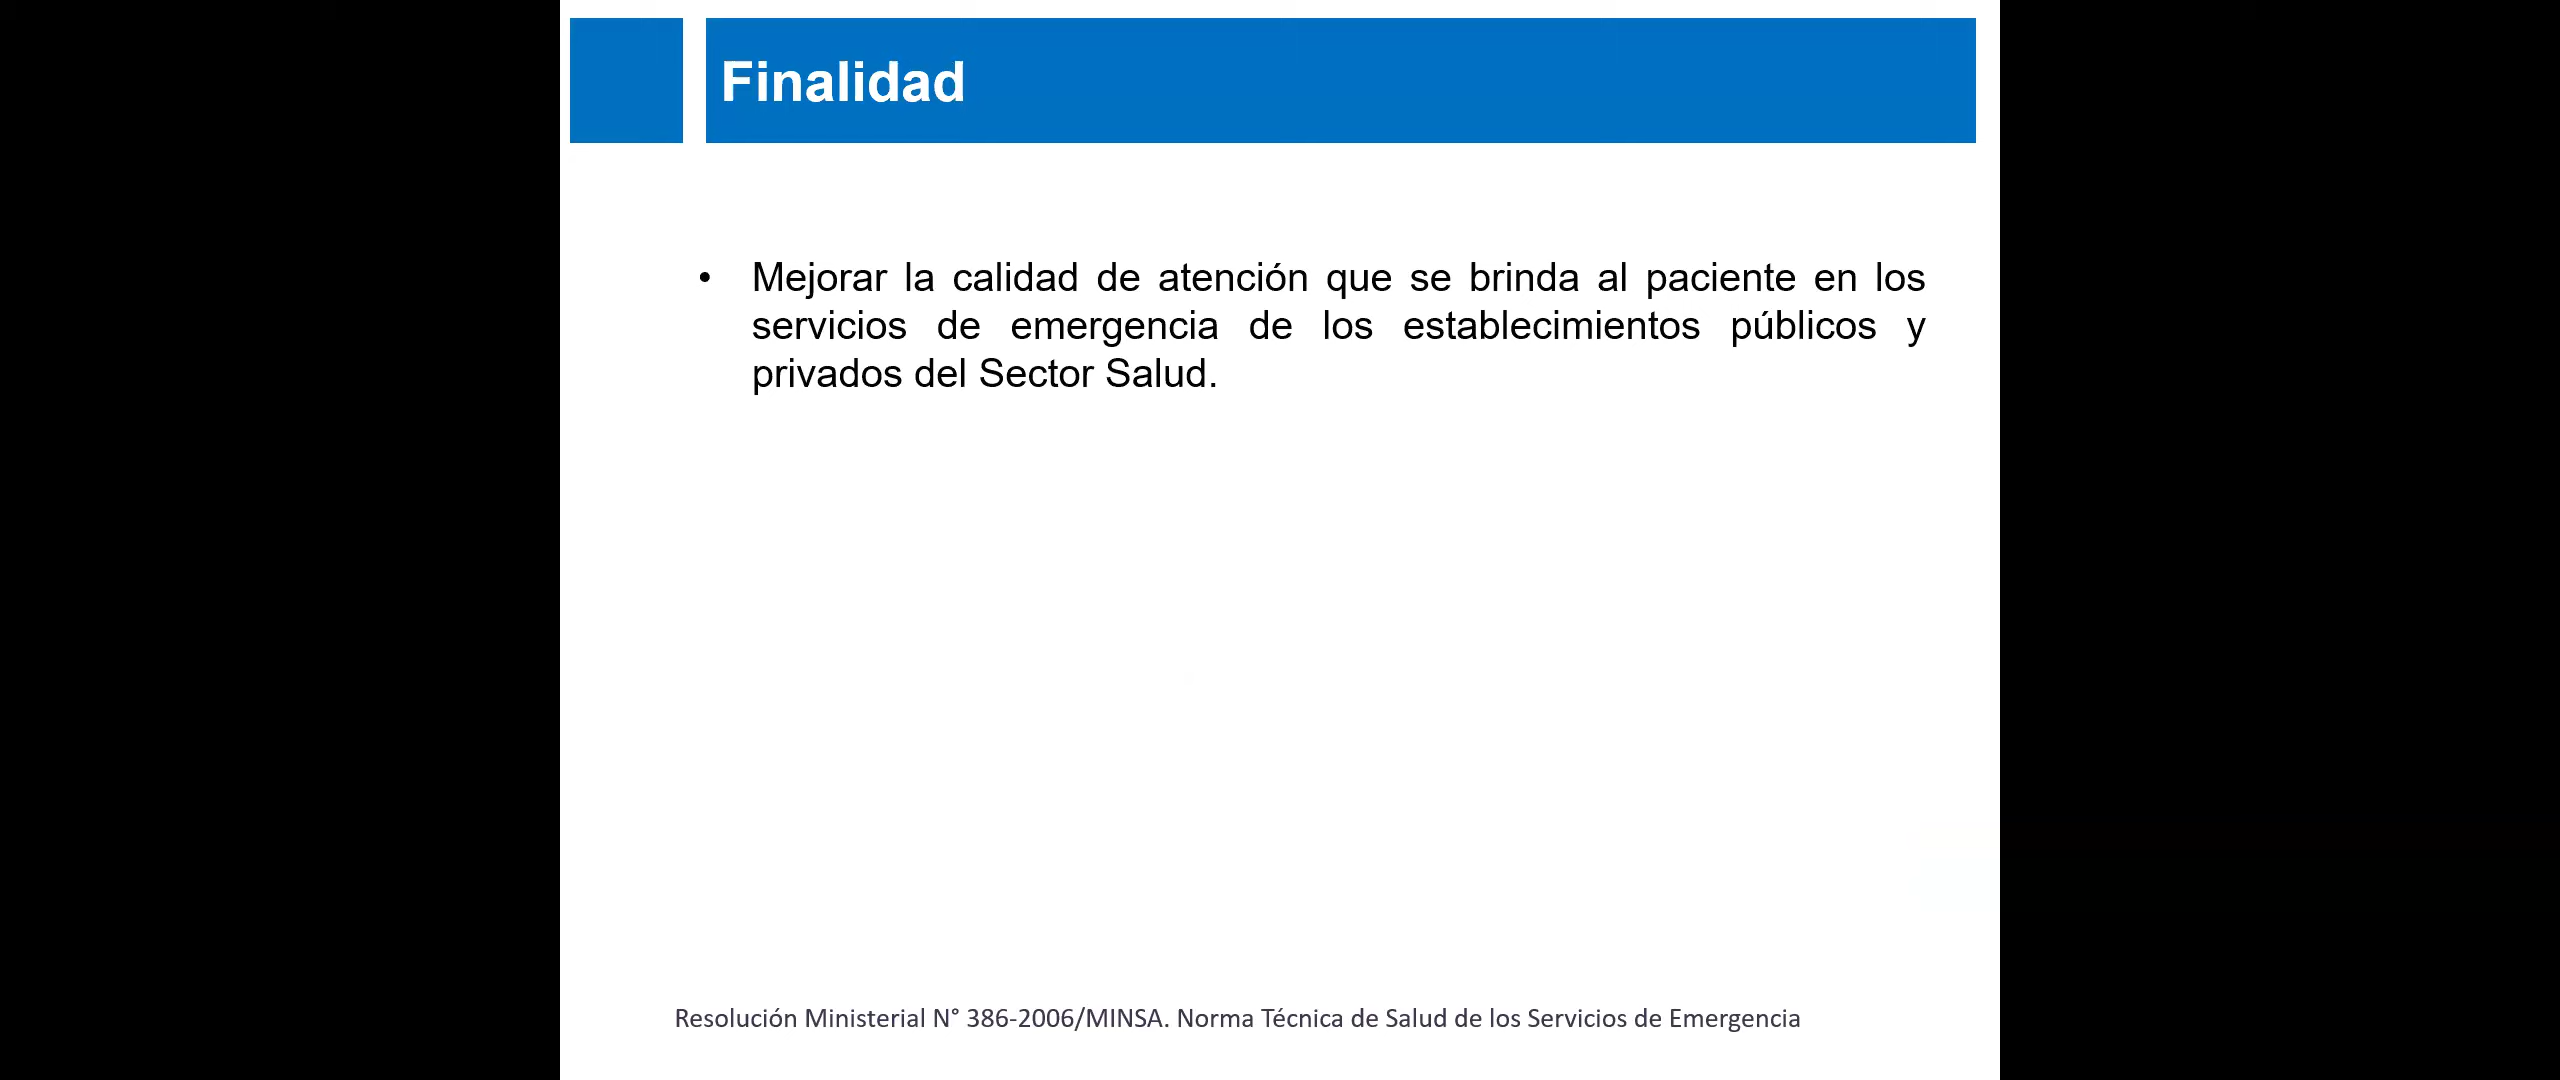 Finalidad
• Mejorar la calidad de atención que se brinda al paciente en los
servicios de emergencia de los establecimientos públicos y
privados del Sector Salud.
Resolución Ministerial N° 386-2006/MINSA. Norma Técnica de Salud de los Servicios de Emergencia